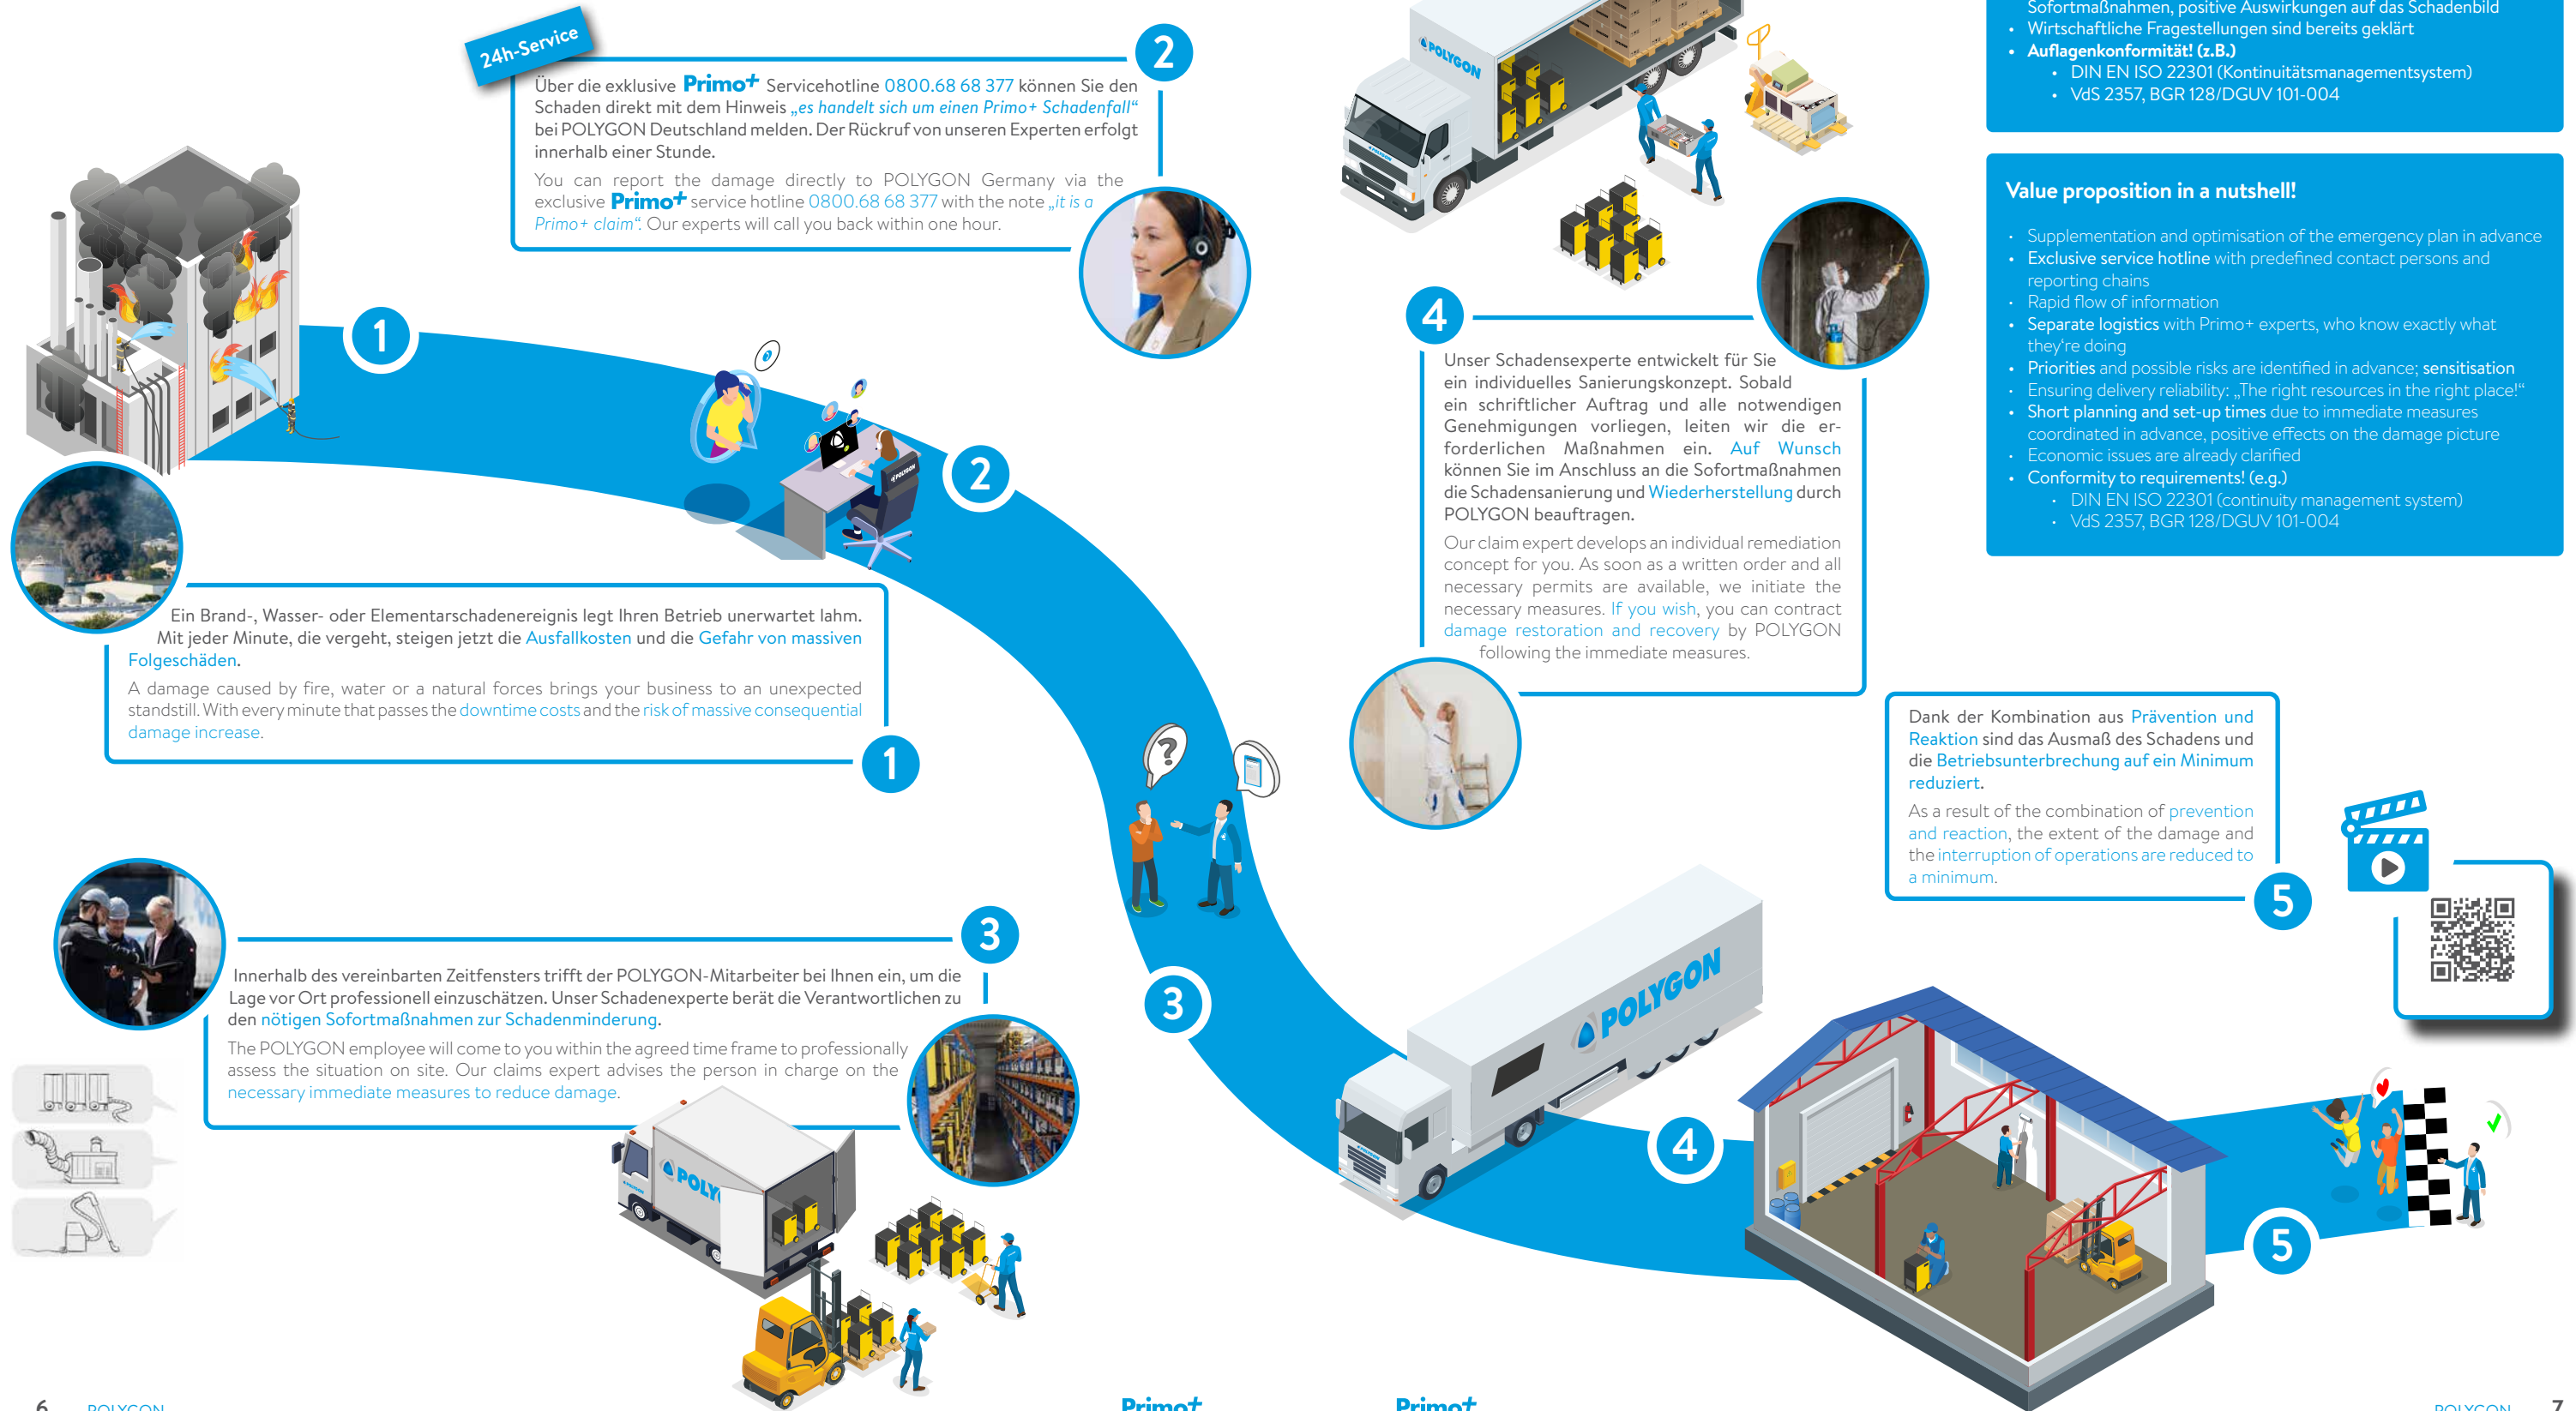 24h-Service
2
Über die exklusive Primo+ Servicehotline 0800.68 68 377 können Sie den
Schaden direkt mit dem Hinweis „es handelt sich um einen Primo+ Schadenfall“
bei POLYGON Deutschland melden. Der Rückruf von unseren Experten erfolgt
innerhalb einer Stunde.
You can report the damage directly to POLYGON Germany via the
exclusive Primo+ service hotline 0800.68 68 377 with the note „it is a
Primo+ claim“. Our experts will call you back within one hour.
1
2
POLYGON
Ein Brand-, Wasser- oder Elementarschadenereignis legt Ihren Betrieb unerwartet lahm.
Mit jeder Minute, die vergeht, steigen jetzt die Ausfallkosten und die Gefahr von massiven
Folgeschäden.
A damage caused by fire, water or a natural forces brings your business to an unexpected
standstill. With every minute that passes the downtime costs and the risk of massive consequential
damage increase.
1
3
Innerhalb des vereinbarten Zeitfensters trifft der POLYGON-Mitarbeiter bei Ihnen ein, um die
Lage vor Ort professionell einzuschätzen. Unser Schadenexperte berät die Verantwortlichen zu
den nötigen Sofortmaßnahmen zur Schadenminderung.
The POLYGON employee will come to you within the agreed time frame to professionally
assess the situation on site. Our claims expert advises the person in charge on the
necessary immediate measures to reduce damage.
POLY
?
3
6 POLYGON
Primo+
POLYGON
4
Unser Schadensexperte entwickelt für Sie
ein individuelles Sanierungskonzept. Sobald
ein schriftlicher Auftrag und alle notwendigen
Genehmigungen vorliegen, leiten wir die er-
forderlichen Maßnahmen ein. Auf Wunsch
können Sie im Anschluss an die Sofortmaßnahmen
die Schadensanierung und Wiederherstellung durch
POLYGON beauftragen.
Our claim expert develops an individual remediation
concept for you. As soon as a written order and all
necessary permits are available, we initiate the
necessary measures. If you wish, you can contract
damage restoration and recovery by POLYGON
following the immediate measures.
Sofortmaßnahmen, positive Auswirkungen auf das Schadenbild
• Wirtschaftliche Fragestellungen sind bereits geklärt
• Auflagenkonformität! (z.B.)
• DIN EN ISO 22301 (Kontinuitätsmanagementsystem)
• VdS 2357, BGR 128/DGUV 101-004
Value proposition in a nutshell!
• Supplementation and optimisation of the emergency plan in advance
• Exclusive service hotline with predefined contact persons and
reporting chains
• Rapid flow of information
• Separate logistics with Primo+ experts, who know exactly what
they‘re doing
• Priorities and possible risks are identified in advance; sensitisation
• Ensuring delivery reliability: „The right resources in the right place!“
• Short planning and set-up times due to immediate measures
coordinated in advance, positive effects on the damage picture
• Economic issues are already clarified
• Conformity to requirements! (e.g.)
• DIN EN ISO 22301 (continuity management system)
• VdS 2357, BGR 128/DGUV 101-004
Dank der Kombination aus Prävention und
Reaktion sind das Ausmaß des Schadens und
die Betriebsunterbrechung auf ein Minimum
reduziert.
As a result of the combination of prevention
and reaction, the extent of the damage and
the interruption of operations are reduced to
a minimum.
5
POLYGON
4
5
Primo+
POLYGON 7